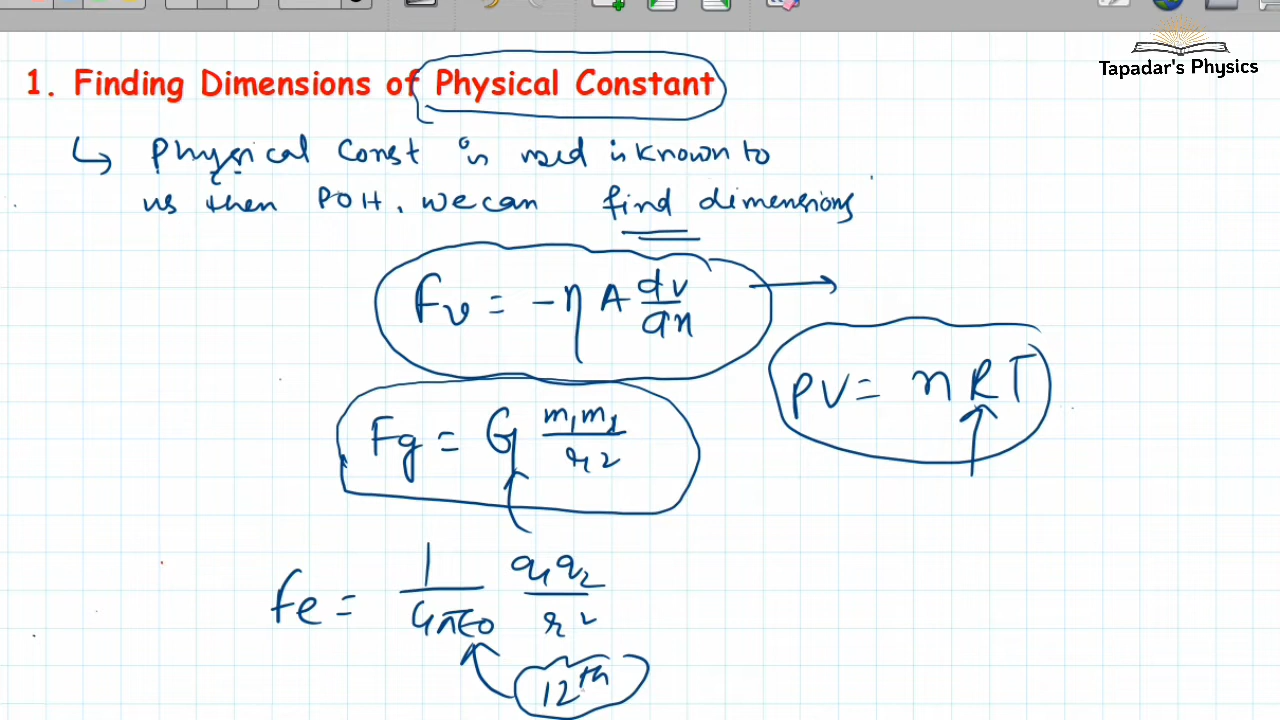 Tapadar's Physics
1. Finding Dimensions of Physical Constant
↳ Physical Const is used is known to
us then POH. we can find dimensions
Fv = -η A dv/dx
PV = nRT
Fg = G m₁m₂/r²
Fe = 1/4πε₀ q₁q₂/r²
12th